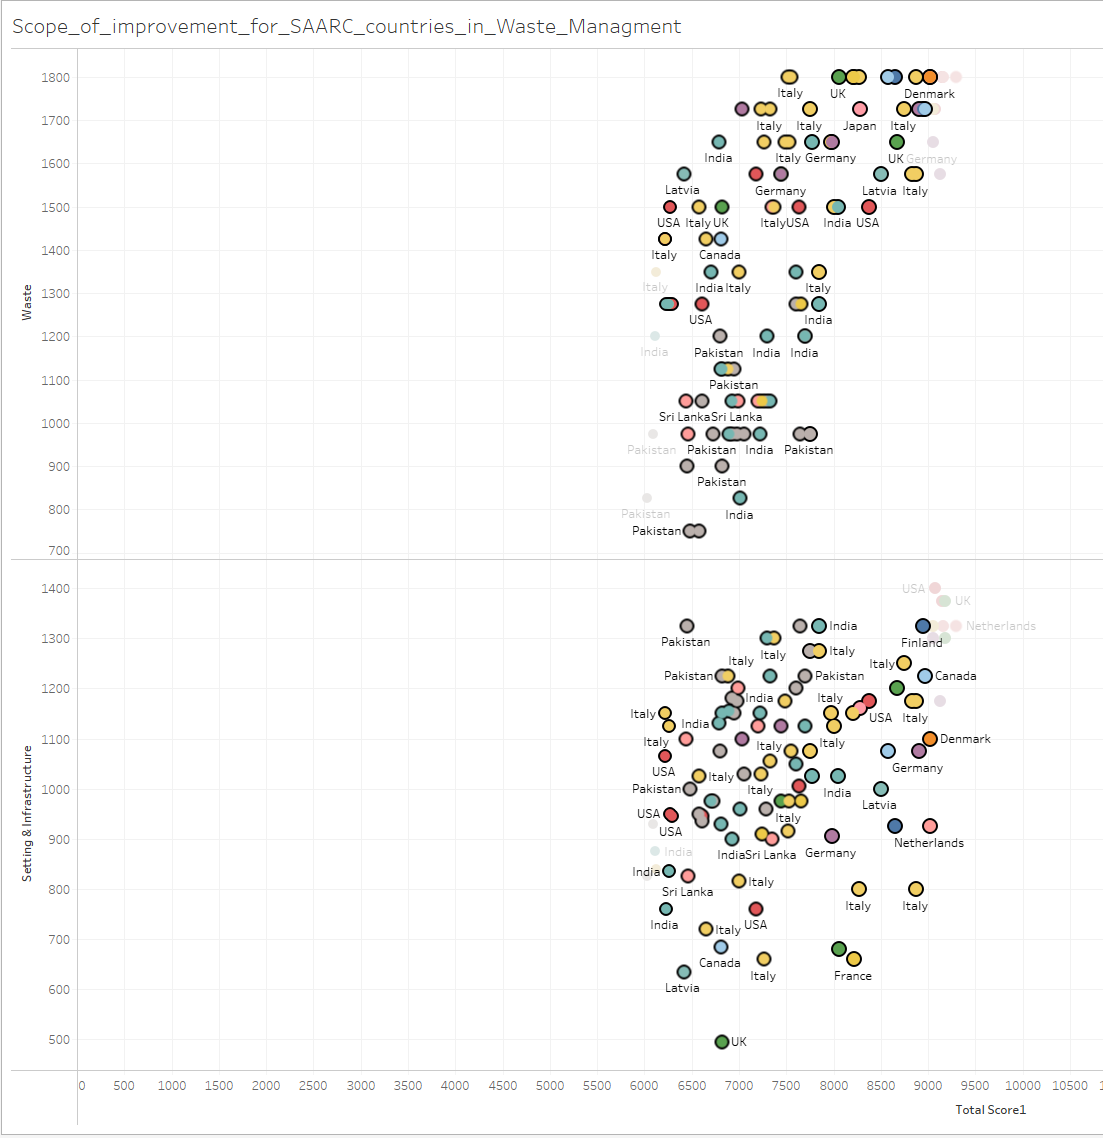 Scope_of_improvement_for_SAARC_countries_in_Waste_Managment
1800
Italy UK Denmark
1700
Italy Italy Japan Italy
1600
India Italy Germany UK Germany
Latvia Germany Latvia Italy
1500
USA Italy UK Italy USA India USA
1400
Italy Canada
Waste
1300
Italy India Italy Italy
USA India
1200
India Pakistan India India
1100
Pakistan
1000
Sri Lanka Sri Lanka
Pakistan Pakistan India Pakistan
900
Pakistan
800
Pakistan India
700
Pakistan
1400
USA
UK
1300
Pakistan India Finland Netherlands
Italy Italy
Italy Italy
1200
Pakistan Pakistan Canada
India Italy
Italy India USA Italy
1100
Italy Italy Italy Denmark
USA Germany
Setting & Infrastructure
1000
Italy Italy India
Pakistan Latvia
USA Italy
USA
900
India India Sri Lanka Germany Netherlands
India Italy
800
Sri Lanka Italy Italy
India USA
700
Italy
Canada Italy France
600
Latvia
500
UK
0 500 1000 1500 2000 2500 3000 3500 4000 4500 5000 5500 6000 6500 7000 7500 8000 8500 9000 9500 10000 10500
Total Score1